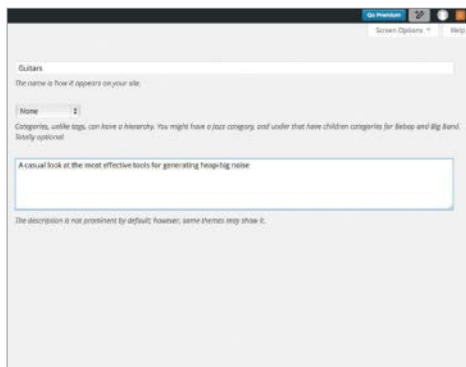 Go Premium
Screen Options Help
Guitars
The name is how it appears on your site.
None
Categories, unlike tags, can have a hierarchy. You might have a Jazz category, and under that have children categories for Bebop and Big Band.
Totally optional.
A casual look at the most effective tools for generating heap-big noise
The description is not prominent by default; however, some themes may show it.